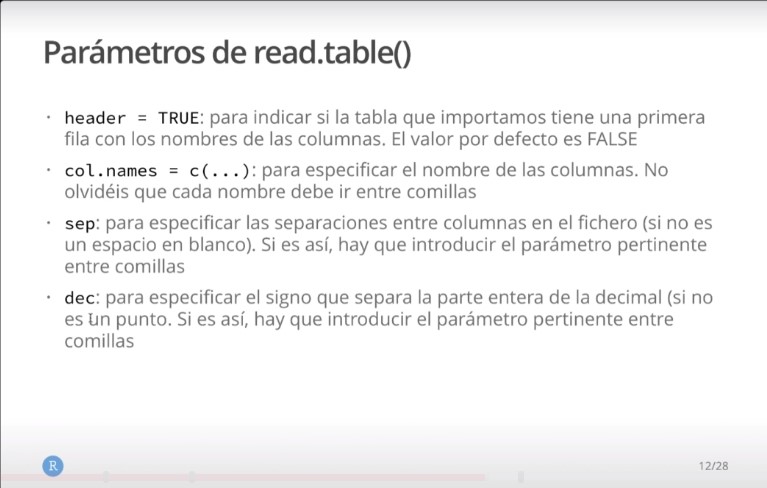 Parámetros de read.table()
· header = TRUE: para indicar si la tabla que importamos tiene una primera
fila con los nombres de las columnas. El valor por defecto es FALSE
· col.names = c(...): para especificar el nombre de las columnas. No
olvidéis que cada nombre debe ir entre comillas
· sep: para especificar las separaciones entre columnas en el fichero (si no es
un espacio en blanco). Si es así, hay que introducir el parámetro pertinente
entre comillas
· dec: para especificar el signo que separa la parte entera de la decimal (si no
es un punto. Si es así, hay que introducir el parámetro pertinente entre
comillas
R
12/28